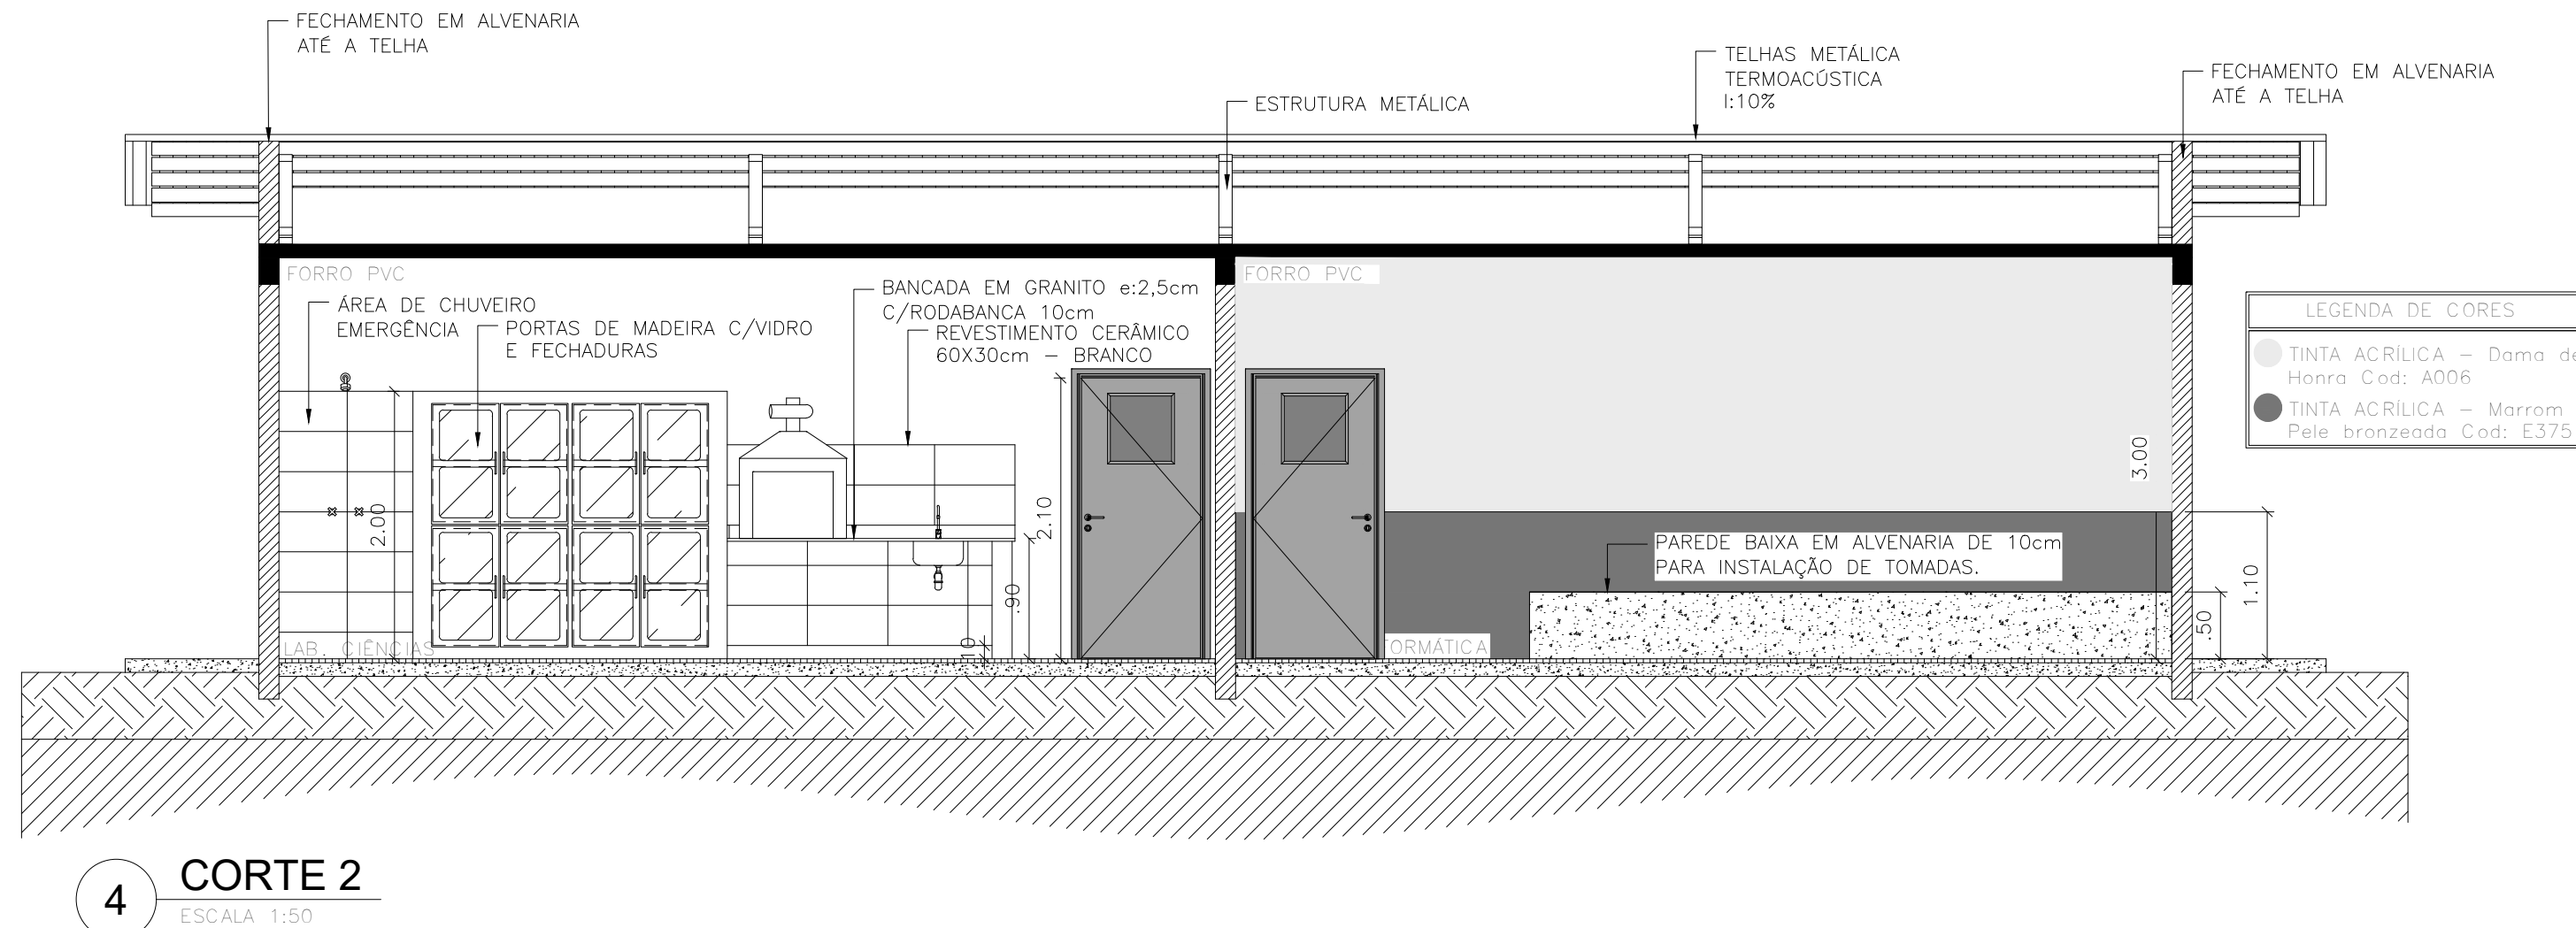 FECHAMENTO EM ALVENARIA
ATÉ A TELHA
TELHAS METÁLICA
TERMOACÚSTICA
I:10%
FECHAMENTO EM ALVENARIA
ATÉ A TELHA
ESTRUTURA METÁLICA
FORRO PVC
FORRO PVC
ÁREA DE CHUVEIRO
EMERGÊNCIA
PORTAS DE MADEIRA C/VIDRO
E FECHADURAS
BANCADA EM GRANITO e:2,5cm
C/RODABANCA 10cm
REVESTIMENTO CERÂMICO
60X30cm – BRANCO
LEGENDA DE CORES
TINTA ACRÍLICA – Dama de
Honra Cod: A006
TINTA ACRÍLICA – Marrom
Pele bronzeada Cod: E375
3.00
2.00
2.10
.90
10
PAREDE BAIXA EM ALVENARIA DE 10cm
PARA INSTALAÇÃO DE TOMADAS.
1.10
.50
LAB. CIÊNCIAS
ORMÁTICA
4
CORTE 2
ESCALA 1:50